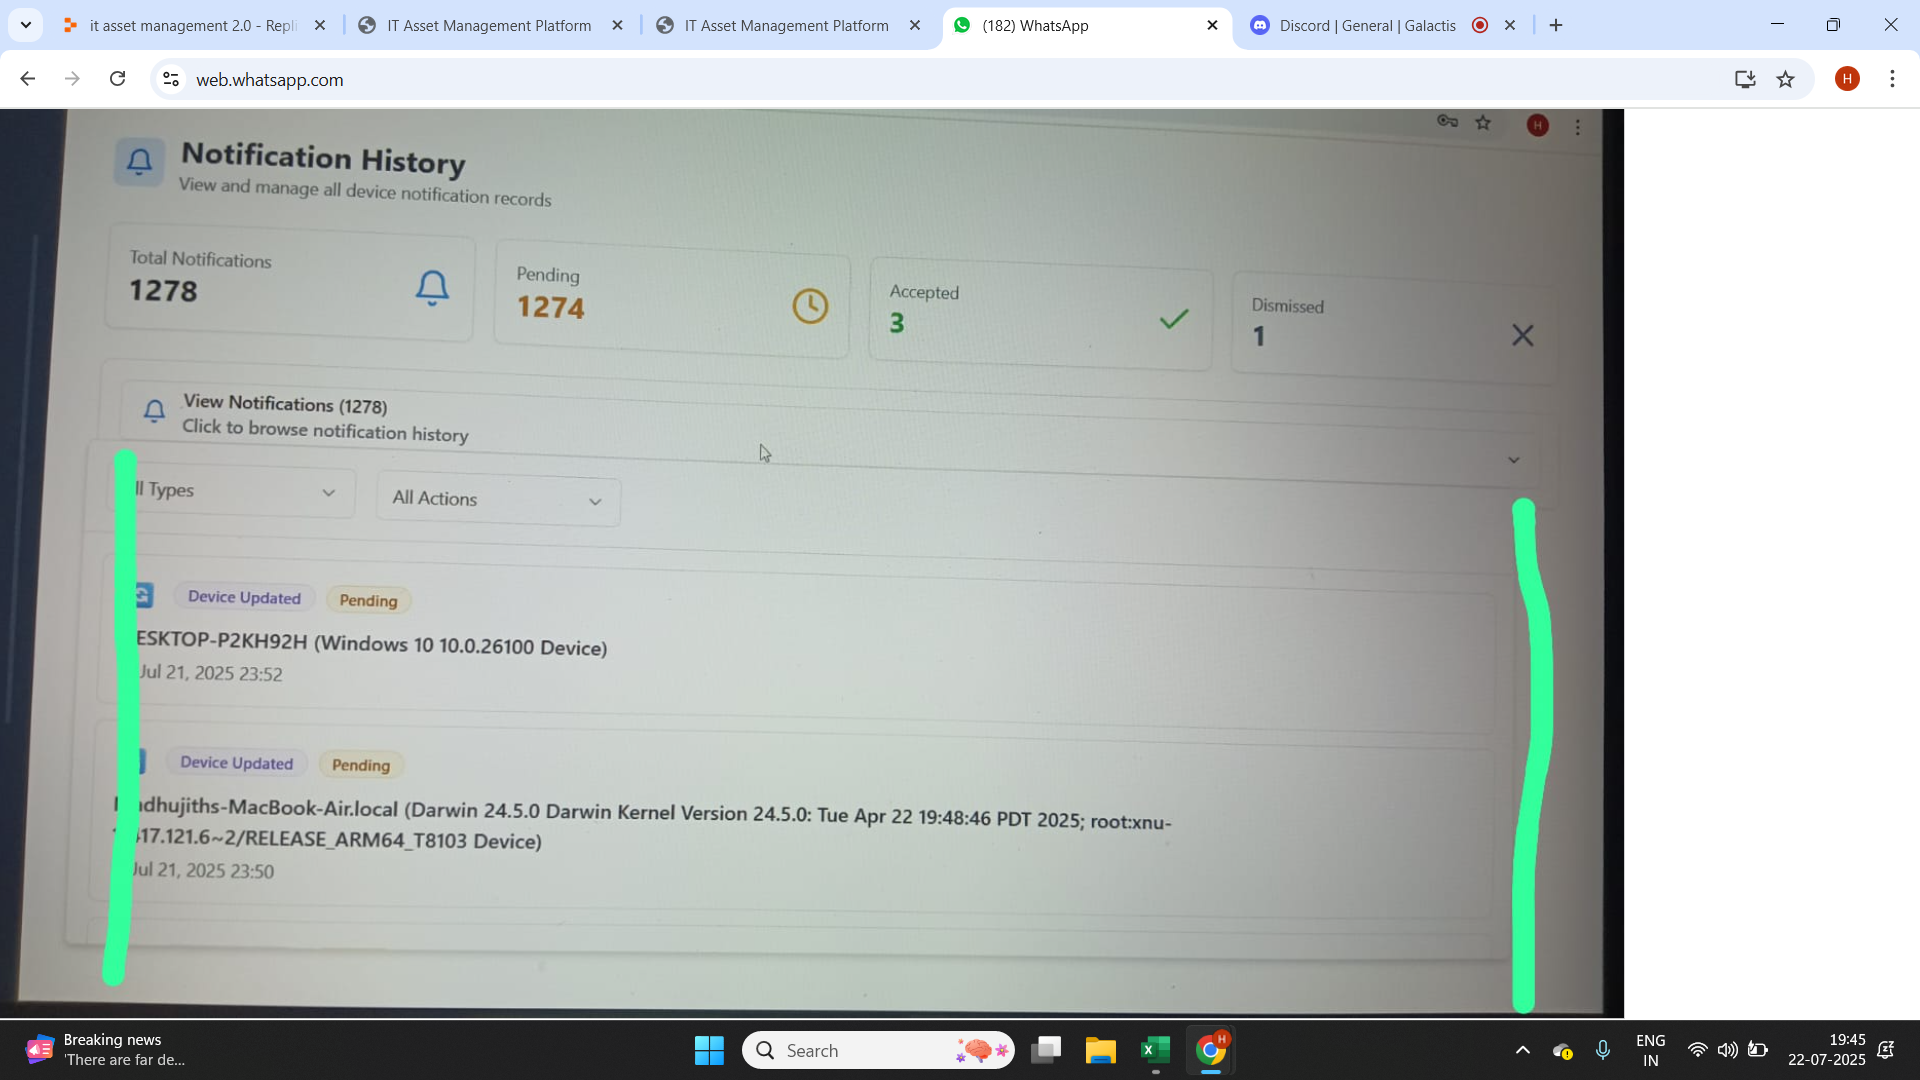 it asset management 2.0 - Repli
IT Asset Management Platform
IT Asset Management Platform
(182) WhatsApp
Discord | General | Galactis
web.whatsapp.com
H
H
Notification History
View and manage all device notification records
Total Notifications
1278
Pending
1274
Accepted
3
Dismissed
1
View Notifications (1278)
Click to browse notification history
ll Types
All Actions
Device Updated
Pending
ESKTOP-P2KH92H (Windows 10 10.0.26100 Device)
Jul 21, 2025 23:52
Device Updated
Pending
adhujiths-MacBook-Air.local (Darwin 24.5.0 Darwin Kernel Version 24.5.0: Tue Apr 22 19:48:46 PDT 2025; root:xnu-
417.121.6~2/RELEASE_ARM64_T8103 Device)
Jul 21, 2025 23:50
Breaking news
'There are far de...
Search
H
ENG
IN
19:45
22-07-2025